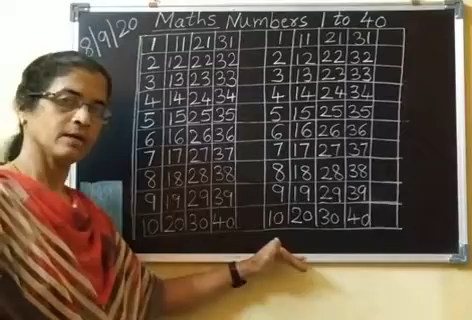 8/9/20
Maths Numbers 1 to 40
1 11 21 31 1 11 21 31
2 12 22 32 2 12 22 32
3 13 23 33 3 13 23 33
4 14 24 34 4 14 24 34
5 15 25 35 5 15 25 35
6 16 26 36 6 16 26 36
7 17 27 37 7 17 27 37
8 18 28 38 8 18 28 38
9 19 29 39 9 19 29 39
10 20 30 40 10 20 30 40